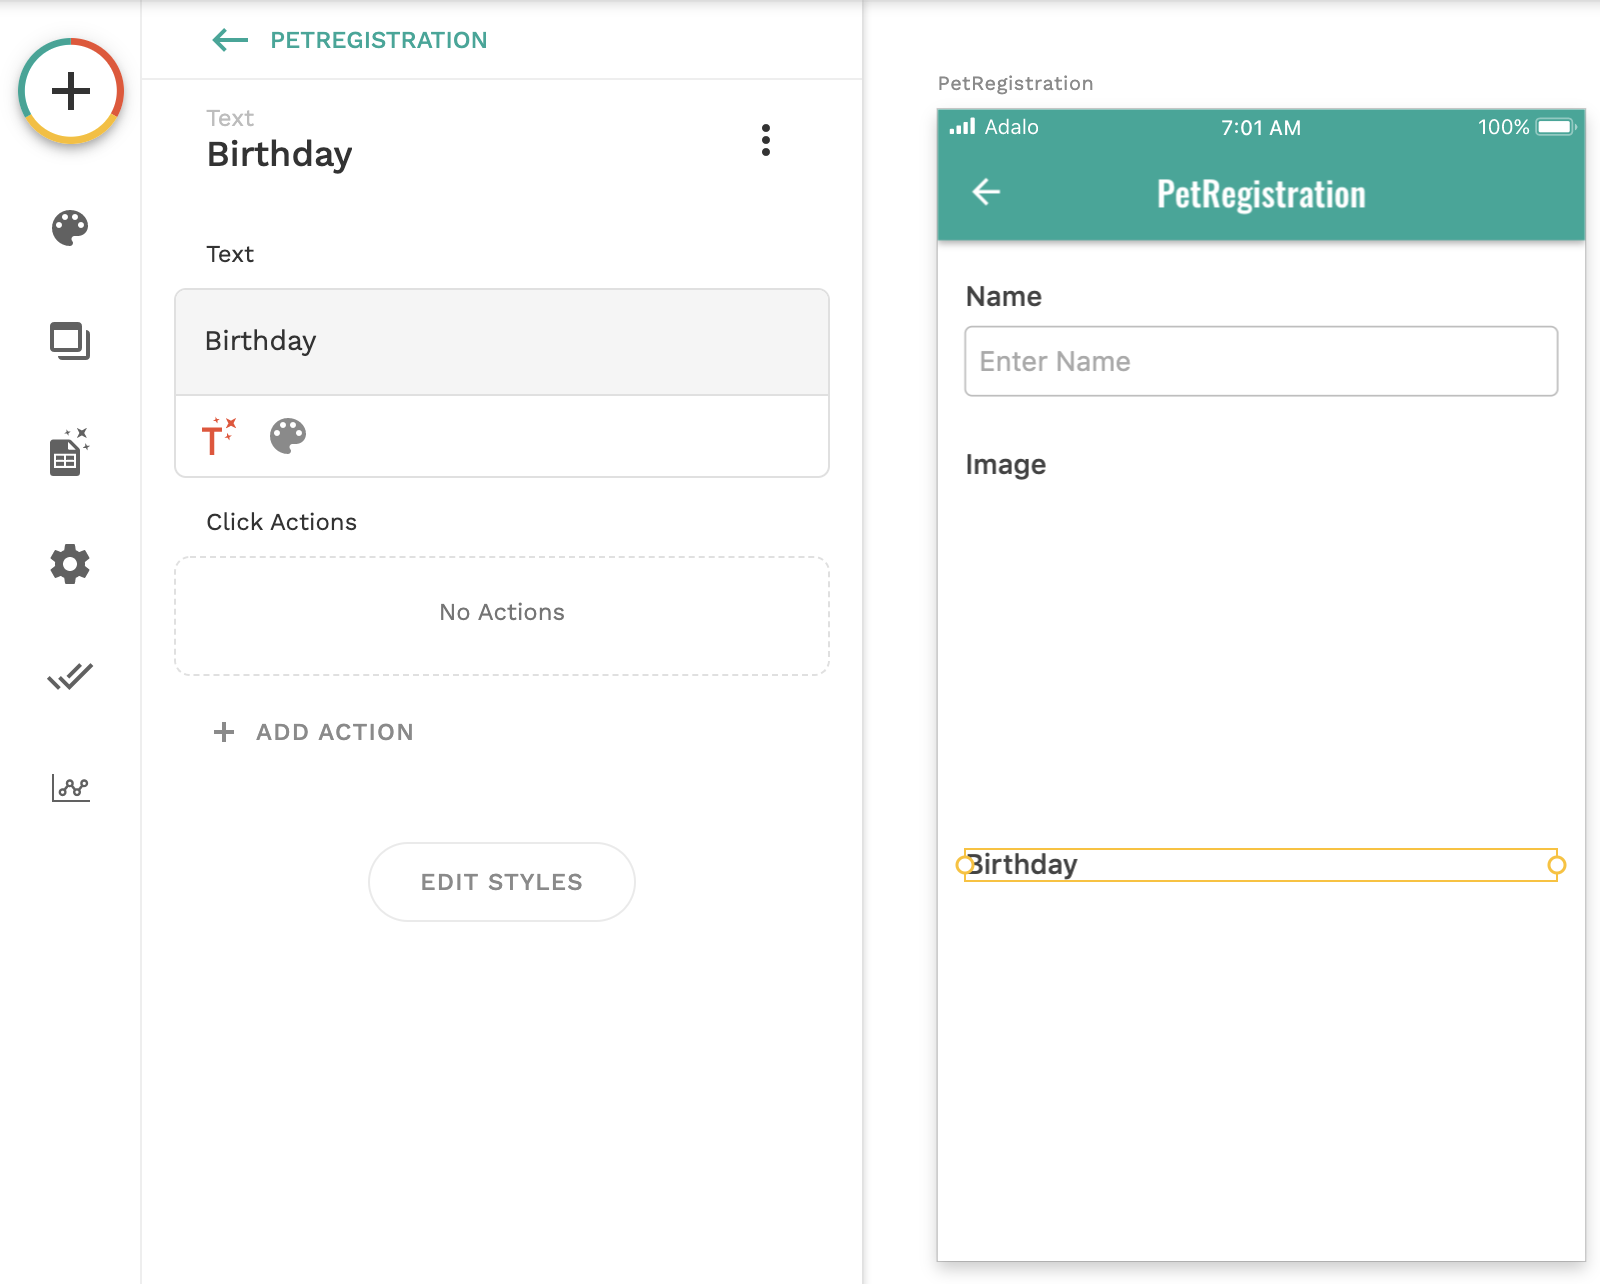 PETREGISTRATION
Text
Birthday
Text
Birthday
T
Click Actions
No Actions
ADD ACTION
EDIT STYLES
PetRegistration
Adalo 7:01 AM 100%
PetRegistration
Name
Enter Name
Image
Birthday